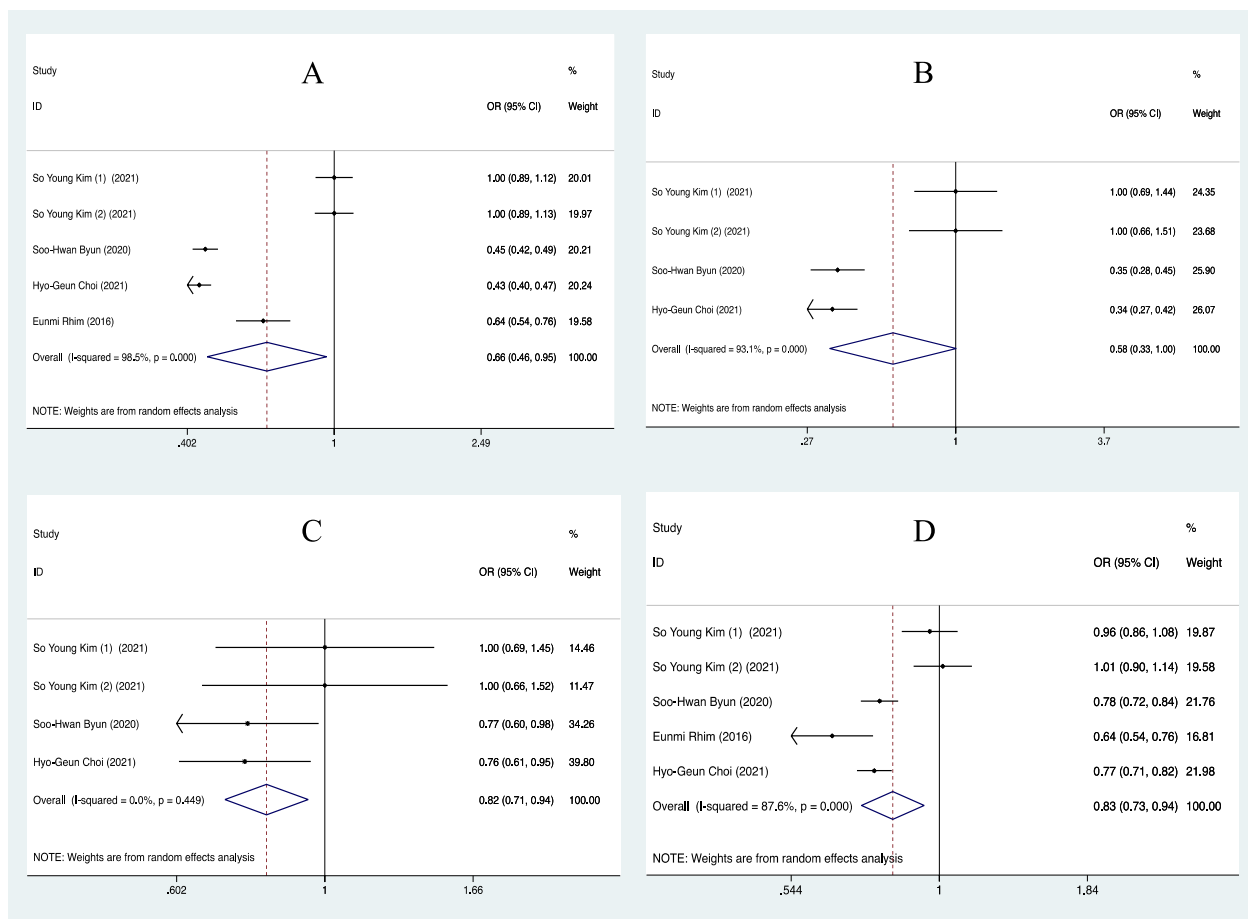 A
Study %
ID OR (95% CI) Weight
So Young Kim (1) (2021) 1.00 (0.89, 1.12) 20.01
So Young Kim (2) (2021) 1.00 (0.89, 1.13) 19.97
Soo-Hwan Byun (2020) 0.45 (0.42, 0.49) 20.21
Hyo-Geun Choi (2021) 0.43 (0.40, 0.47) 20.24
Eunmi Rhim (2016) 0.64 (0.54, 0.76) 19.58
Overall (I-squared = 98.5%, p = 0.000) 0.66 (0.46, 0.95) 100.00
NOTE: Weights are from random effects analysis
.402 1 2.49
B
Study %
ID OR (95% CI) Weight
So Young Kim (1) (2021) 1.00 (0.69, 1.44) 24.35
So Young Kim (2) (2021) 1.00 (0.66, 1.51) 23.68
Soo-Hwan Byun (2020) 0.35 (0.28, 0.45) 25.90
Hyo-Geun Choi (2021) 0.34 (0.27, 0.42) 26.07
Overall (I-squared = 93.1%, p = 0.000) 0.58 (0.33, 1.00) 100.00
NOTE: Weights are from random effects analysis
.27 1 3.7
C
Study %
ID OR (95% CI) Weight
So Young Kim (1) (2021) 1.00 (0.69, 1.45) 14.46
So Young Kim (2) (2021) 1.00 (0.66, 1.52) 11.47
Soo-Hwan Byun (2020) 0.77 (0.60, 0.98) 34.26
Hyo-Geun Choi (2021) 0.76 (0.61, 0.95) 39.80
Overall (I-squared = 0.0%, p = 0.449) 0.82 (0.71, 0.94) 100.00
NOTE: Weights are from random effects analysis
.602 1 1.66
D
Study %
ID OR (95% CI) Weight
So Young Kim (1) (2021) 0.96 (0.86, 1.08) 19.87
So Young Kim (2) (2021) 1.01 (0.90, 1.14) 19.58
Soo-Hwan Byun (2020) 0.78 (0.72, 0.84) 21.76
Eunmi Rhim (2016) 0.64 (0.54, 0.76) 16.81
Hyo-Geun Choi (2021) 0.77 (0.71, 0.82) 21.98
Overall (I-squared = 87.6%, p = 0.000) 0.83 (0.73, 0.94) 100.00
NOTE: Weights are from random effects analysis
.544 1 1.84